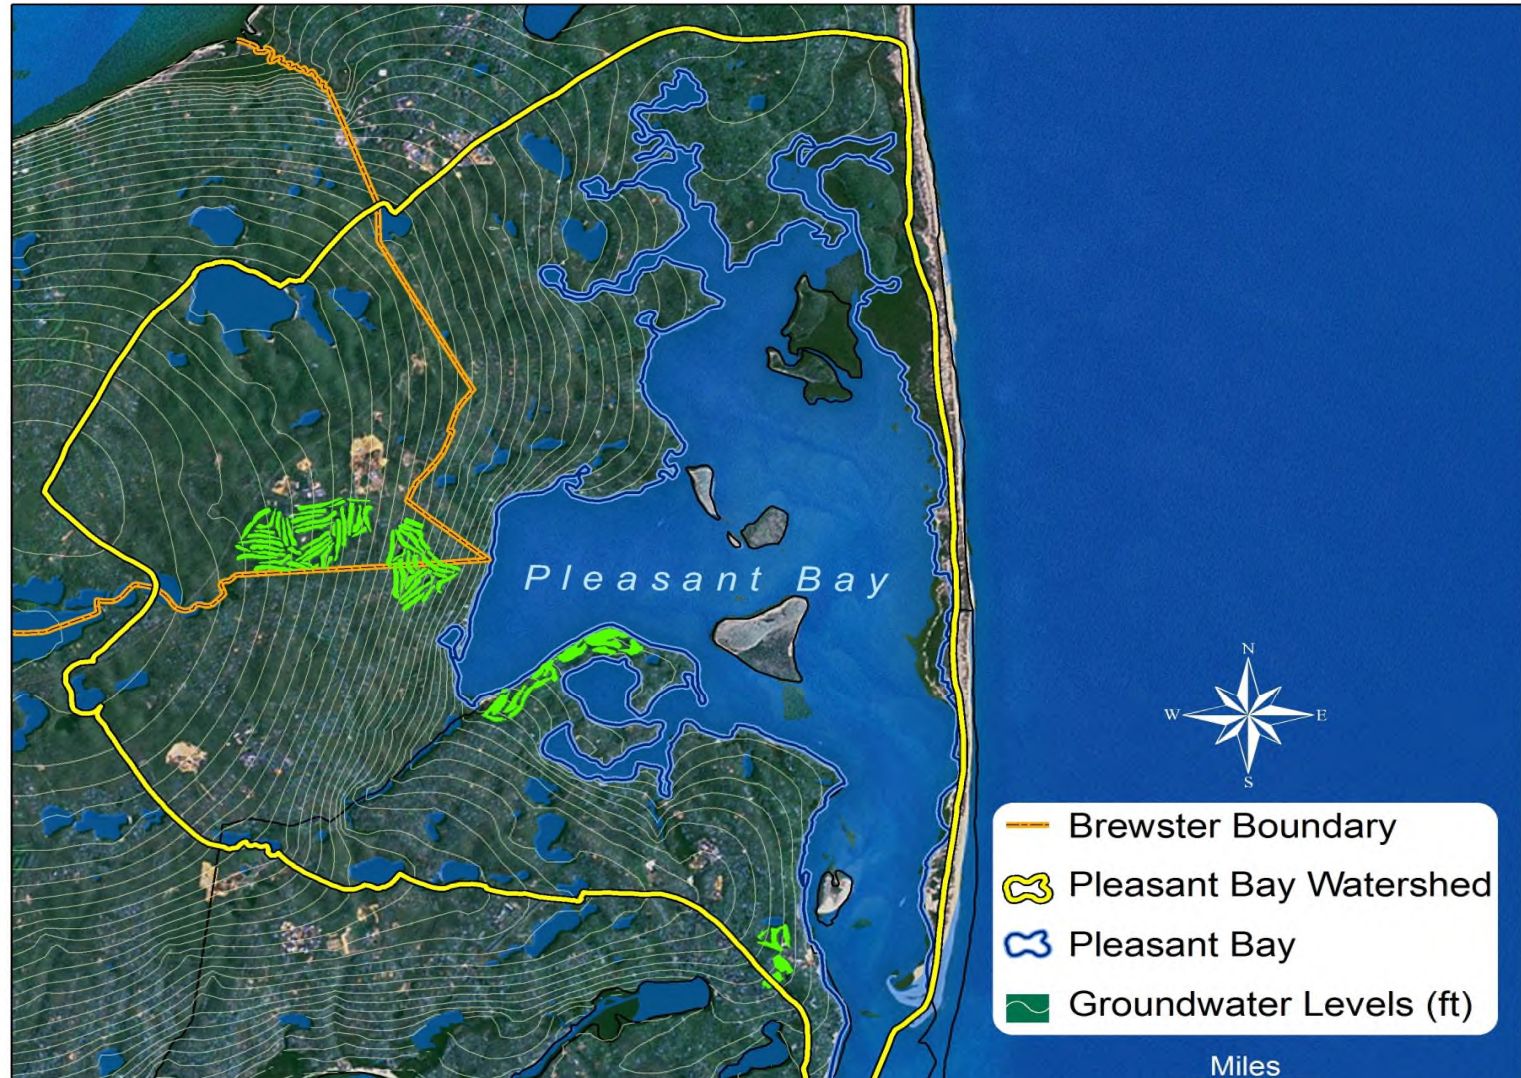 Pleasant Bay
N
W E
S
Brewster Boundary
Pleasant Bay Watershed
Pleasant Bay
Groundwater Levels (ft)
Miles